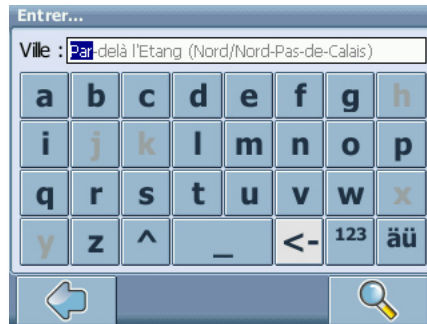 Entrer...
Ville : Par-delà l'Etang (Nord/Nord-Pas-de-Calais)
a b c d e f g h
i j k l m n o p
q r s t u v w x
y z ^ _ <- 123 äü